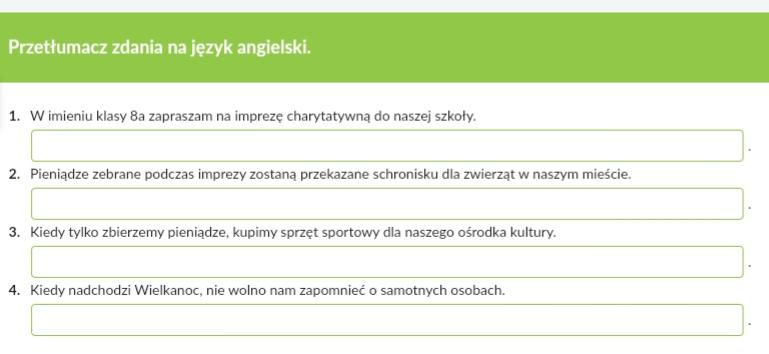 Przetłumacz zdania na język angielski.
1. W imieniu klasy 8a zapraszam na imprezę charytatywną do naszej szkoły.
.
2. Pieniądze zebrane podczas imprezy zostaną przekazane schronisku dla zwierząt w naszym mieście.
.
3. Kiedy tylko zbierzemy pieniądze, kupimy sprzęt sportowy dla naszego ośrodka kultury.
.
4. Kiedy nadchodzi Wielkanoc, nie wolno nam zapomnieć o samotnych osobach.
.